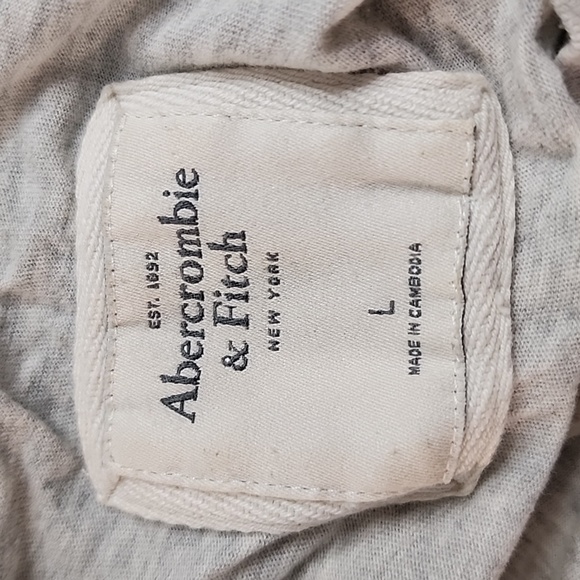 EST. 1892
Abercrombie
& Fitch
NEW YORK
L
MADE IN CAMBODIA